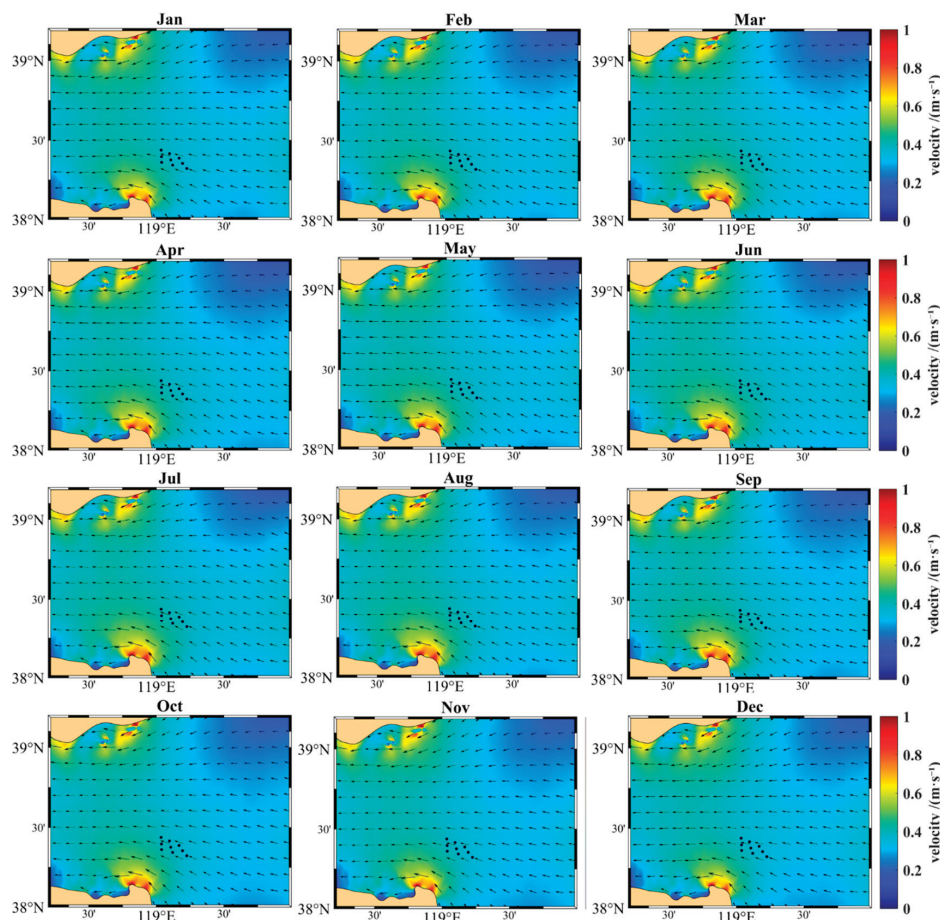 Jan Feb Mar
39°N 39°N 39°N 1
0.8
0.6
30' 30' 30' 0.4
0.2
38°N 38°N 38°N 0
velocity /(m·s⁻¹)
30' 119°E 30' 30' 119°E 30' 30' 119°E 30'
Apr May Jun
39°N 39°N 39°N 1
0.8
0.6
30' 30' 30' 0.4
0.2
38°N 38°N 38°N 0
velocity /(m·s⁻¹)
30' 119°E 30' 30' 119°E 30' 30' 119°E 30'
Jul Aug Sep
39°N 39°N 39°N 1
0.8
0.6
30' 30' 30' 0.4
0.2
38°N 38°N 38°N 0
velocity /(m·s⁻¹)
30' 119°E 30' 30' 119°E 30' 30' 119°E 30'
Oct Nov Dec
39°N 39°N 39°N 1
0.8
0.6
30' 30' 30' 0.4
0.2
38°N 38°N 38°N 0
velocity /(m·s⁻¹)
30' 119°E 30' 30' 119°E 30' 30' 119°E 30'